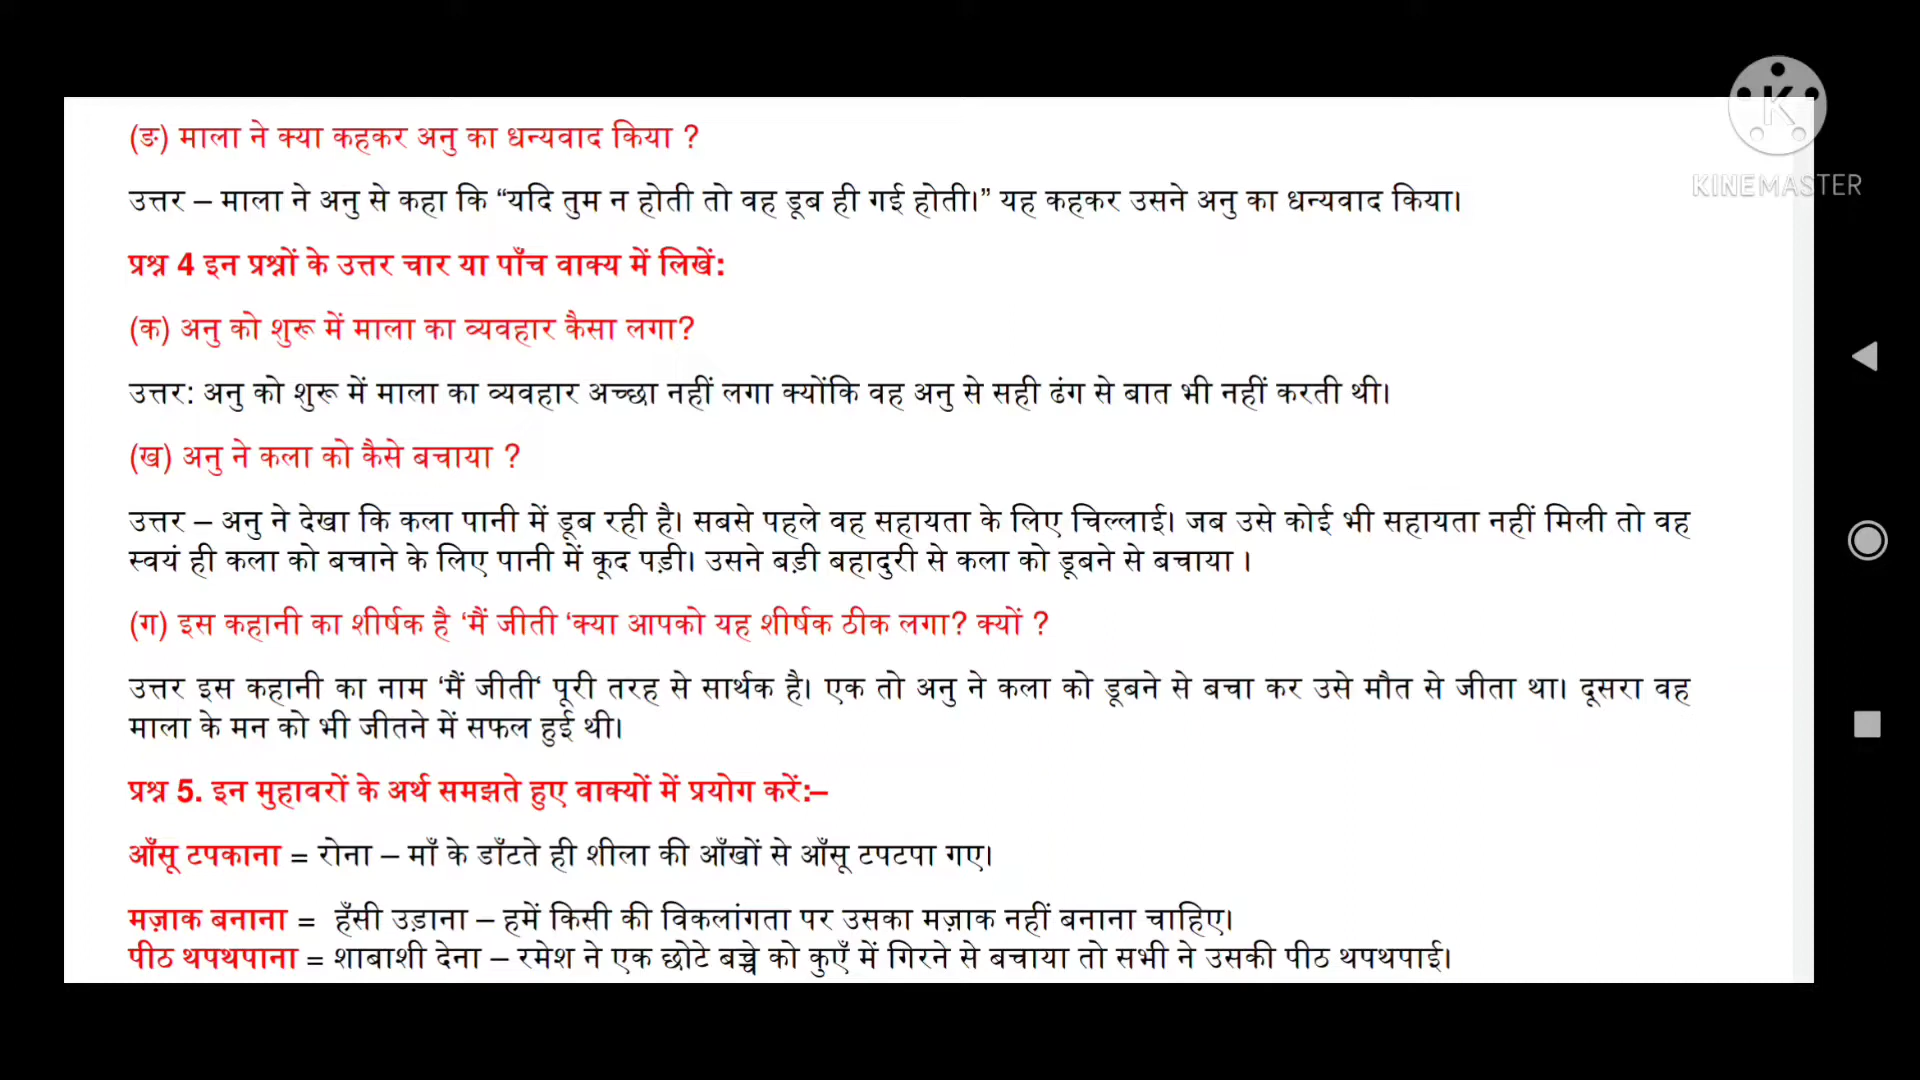 (ङ) माला ने क्या कहकर अनु का धन्यवाद किया ?
उत्तर – माला ने अनु से कहा कि “यदि तुम न होती तो वह डूब ही गई होती।” यह कहकर उसने अनु का धन्यवाद किया।
प्रश्न 4 इन प्रश्नों के उत्तर चार या पाँच वाक्य में लिखें:
(क) अनु को शुरू में माला का व्यवहार कैसा लगा?
उत्तर: अनु को शुरू में माला का व्यवहार अच्छा नहीं लगा क्योंकि वह अनु से सही ढंग से बात भी नहीं करती थी।
(ख) अनु ने कला को कैसे बचाया ?
उत्तर – अनु ने देखा कि कला पानी में डूब रही है। सबसे पहले वह सहायता के लिए चिल्लाई। जब उसे कोई भी सहायता नहीं मिली तो वह
स्वयं ही कला को बचाने के लिए पानी में कूद पड़ी। उसने बड़ी बहादुरी से कला को डूबने से बचाया ।
(ग) इस कहानी का शीर्षक है ‘मैं जीती ‘क्या आपको यह शीर्षक ठीक लगा? क्यों ?
उत्तर इस कहानी का नाम ‘मैं जीती‘ पूरी तरह से सार्थक है। एक तो अनु ने कला को डूबने से बचा कर उसे मौत से जीता था। दूसरा वह
माला के मन को भी जीतने में सफल हुई थी।
प्रश्न 5. इन मुहावरों के अर्थ समझते हुए वाक्यों में प्रयोग करें:–
आँसू टपकाना = रोना – माँ के डाँटते ही शीला की आँखों से आँसू टपटपा गए।
मज़ाक बनाना = हँसी उड़ाना – हमें किसी की विकलांगता पर उसका मज़ाक नहीं बनाना चाहिए।
पीठ थपथपाना = शाबाशी देना – रमेश ने एक छोटे बच्चे को कुएँ में गिरने से बचाया तो सभी ने उसकी पीठ थपथपाई।
K
KINEMASTER